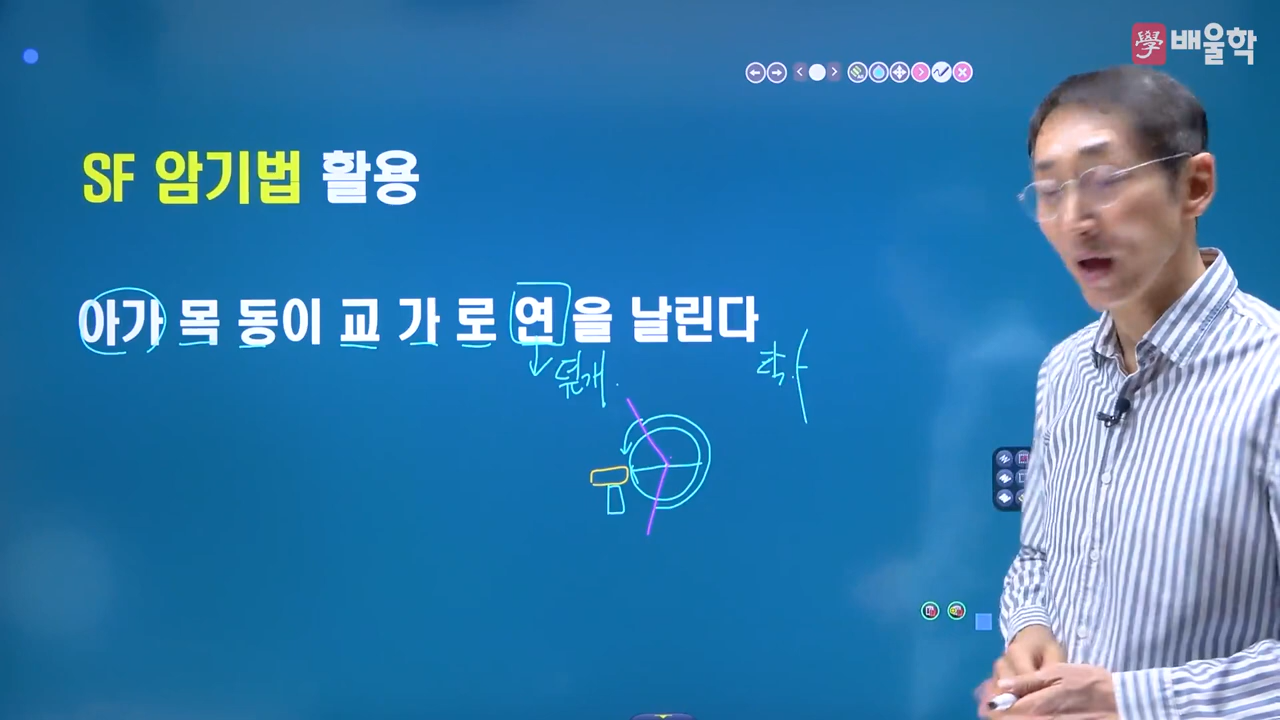 學 배울학
SF 암기법 활용
아가 목 동이 교 가 로 연 을 날린다
덮개